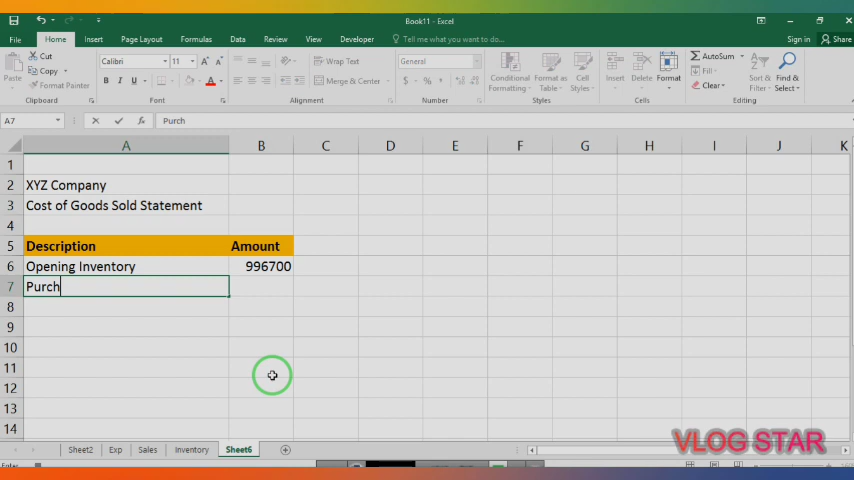 Book11 - Excel
File Home Insert Page Layout Formulas Data Review View Developer Tell me what you want to do... Sign in Share
Paste
Cut
Copy
Format Painter
Clipboard
Calibri 11
B I U
Font
Wrap Text
Merge & Center
Alignment
General
$ % ,
Number
Conditional Formatting
Format as Table
Cell Styles
Styles
Insert
Delete
Format
Cells
AutoSum
Fill
Clear
Sort & Filter
Find & Select
Editing
A7 fx Purch
A B C D E F G H I J K
1
2 XYZ Company
3 Cost of Goods Sold Statement
4
5 Description Amount
6 Opening Inventory 996700
7 Purch
8
9
10
11
12
13
14
Sheet2 Exp Sales Inventory Sheet6
VLOG STAR